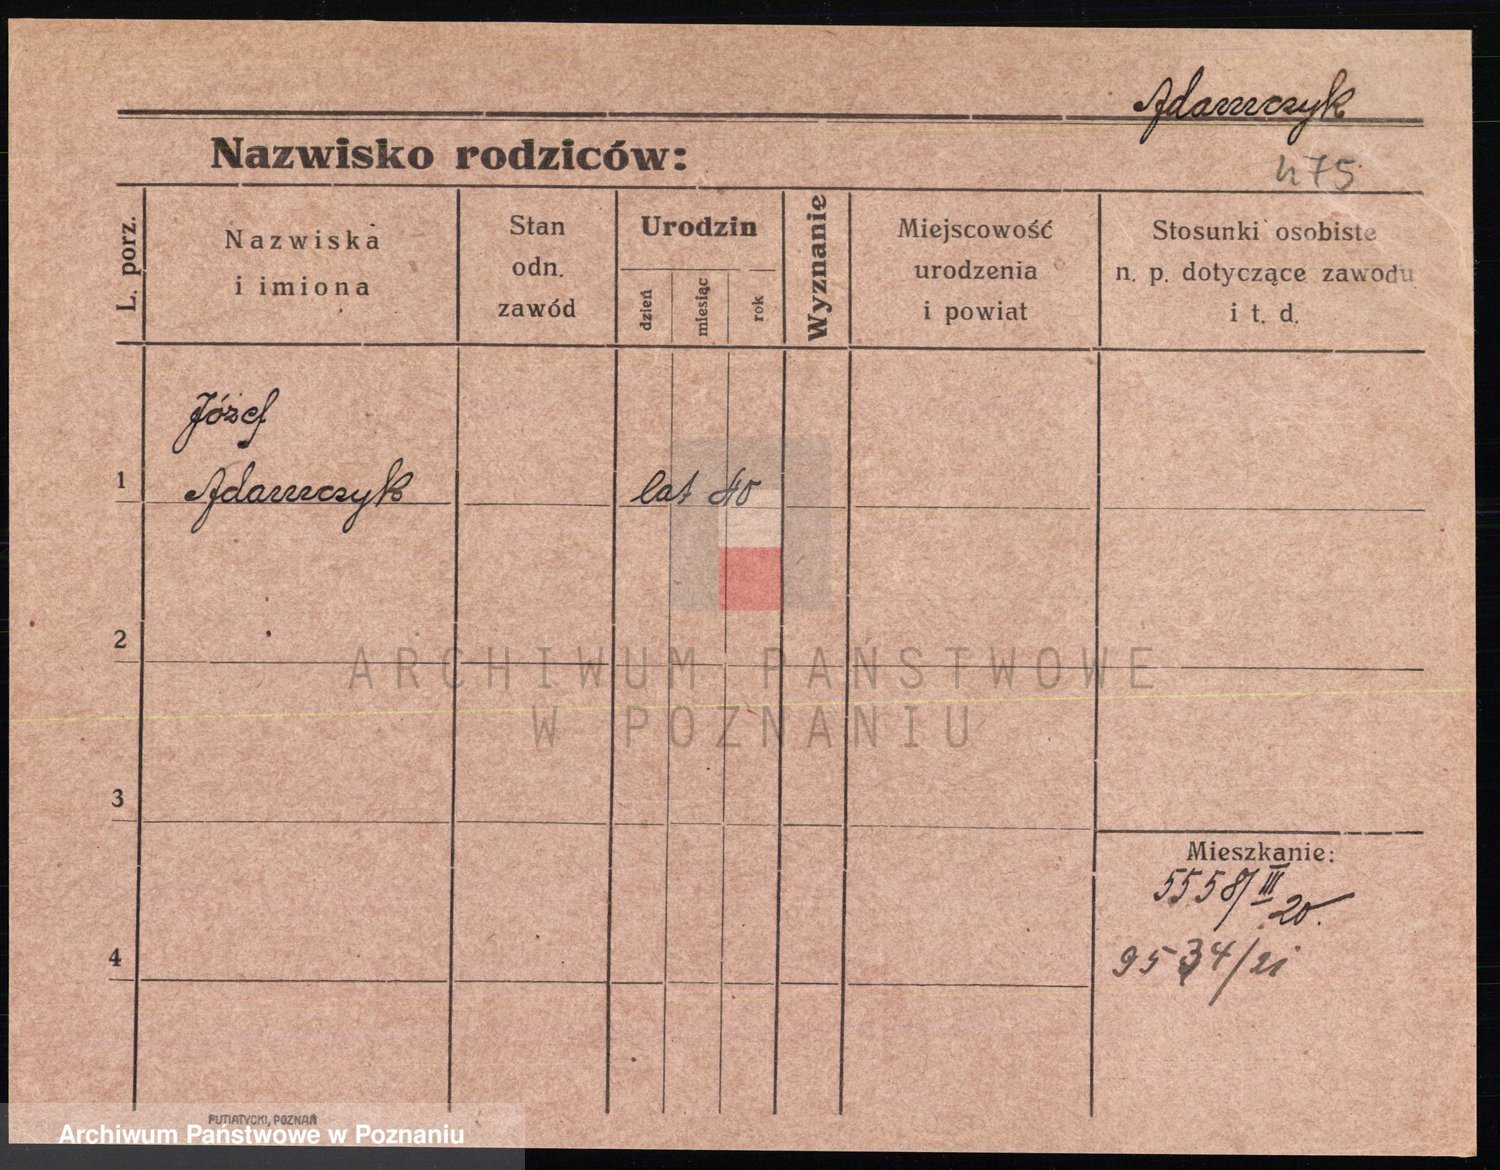 Adamczyk
475
Nazwisko rodziców:
L. porz.
Nazwiska
i imiona
Stan
odn.
zawód
Urodzin
dzień
miesiąc
rok
Wyznanie
Miejscowość
urodzenia
i powiat
Stosunki osobiste
n. p. dotyczące zawodu
i t. d.
Józef
1 Adamczyk lat 40
2
ARCHIWUM PAŃSTWOWE
W POZNANIU
3
Mieszkanie:
5558/III 20.
4
9534/21
PUTIATYCKI, POZNAŃ
Archiwum Państwowe w Poznaniu